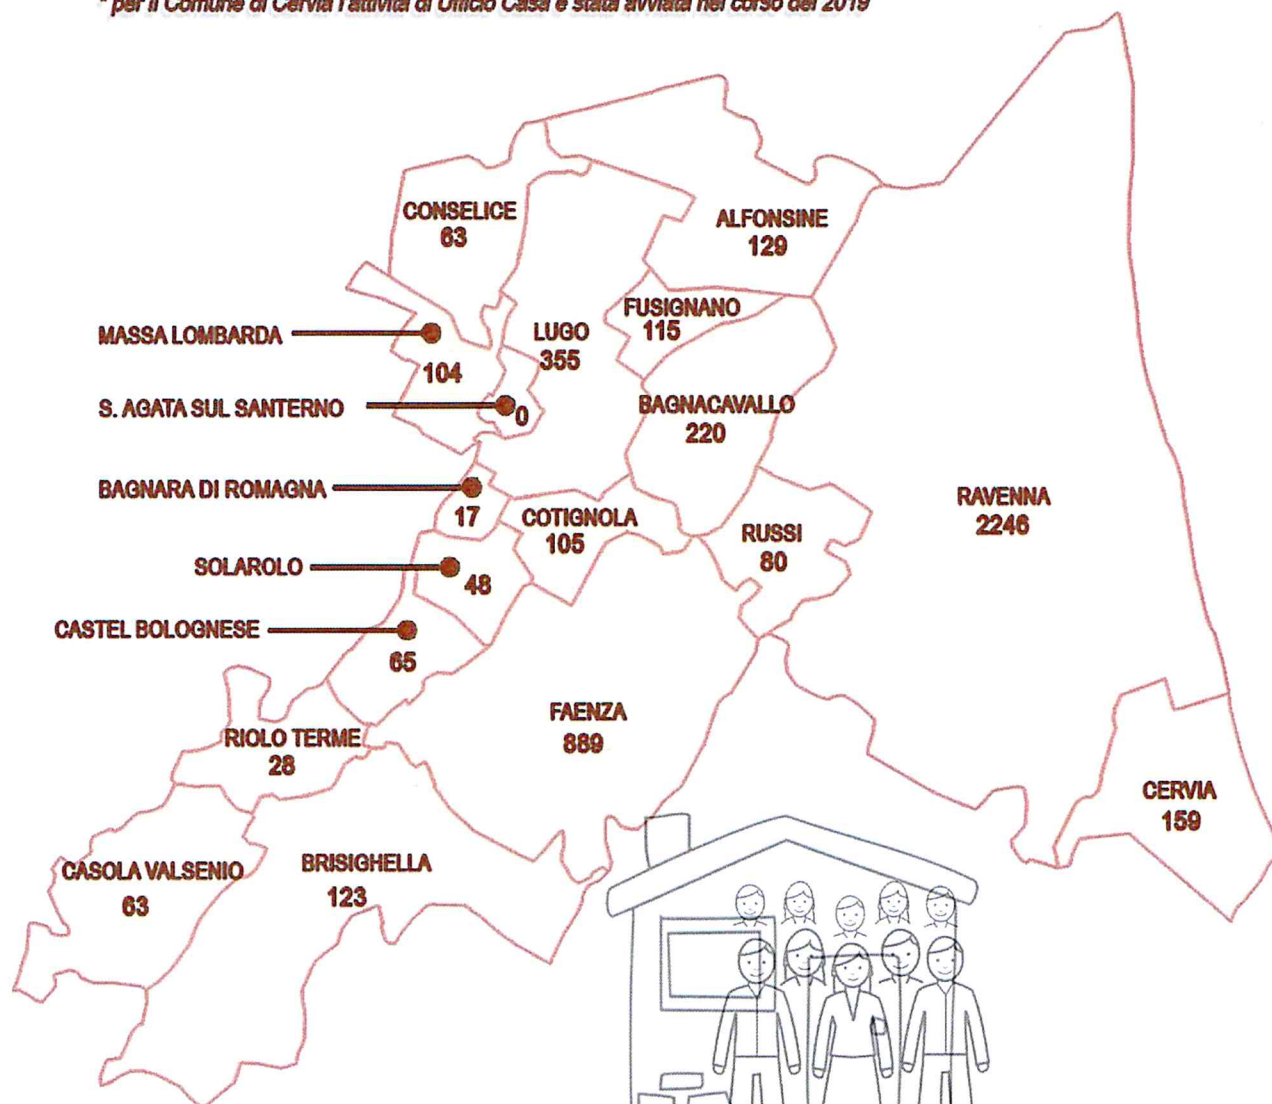 * per il Comune di Cervia l'attività di Ufficio Casa è stata avviata nel corso del 2019
CONSELICE
63
ALFONSINE
129
FUSIGNANO
115
MASSA LOMBARDA
104
LUGO
355
S. AGATA SUL SANTERNO
0
BAGNACAVALLO
220
BAGNARA DI ROMAGNA
17
COTIGNOLA
105
RAVENNA
2246
RUSSI
80
SOLAROLO
48
CASTEL BOLOGNESE
65
FAENZA
889
RIOLO TERME
28
CERVIA
159
CASOLA VALSENIO
63
BRISIGHELLA
123